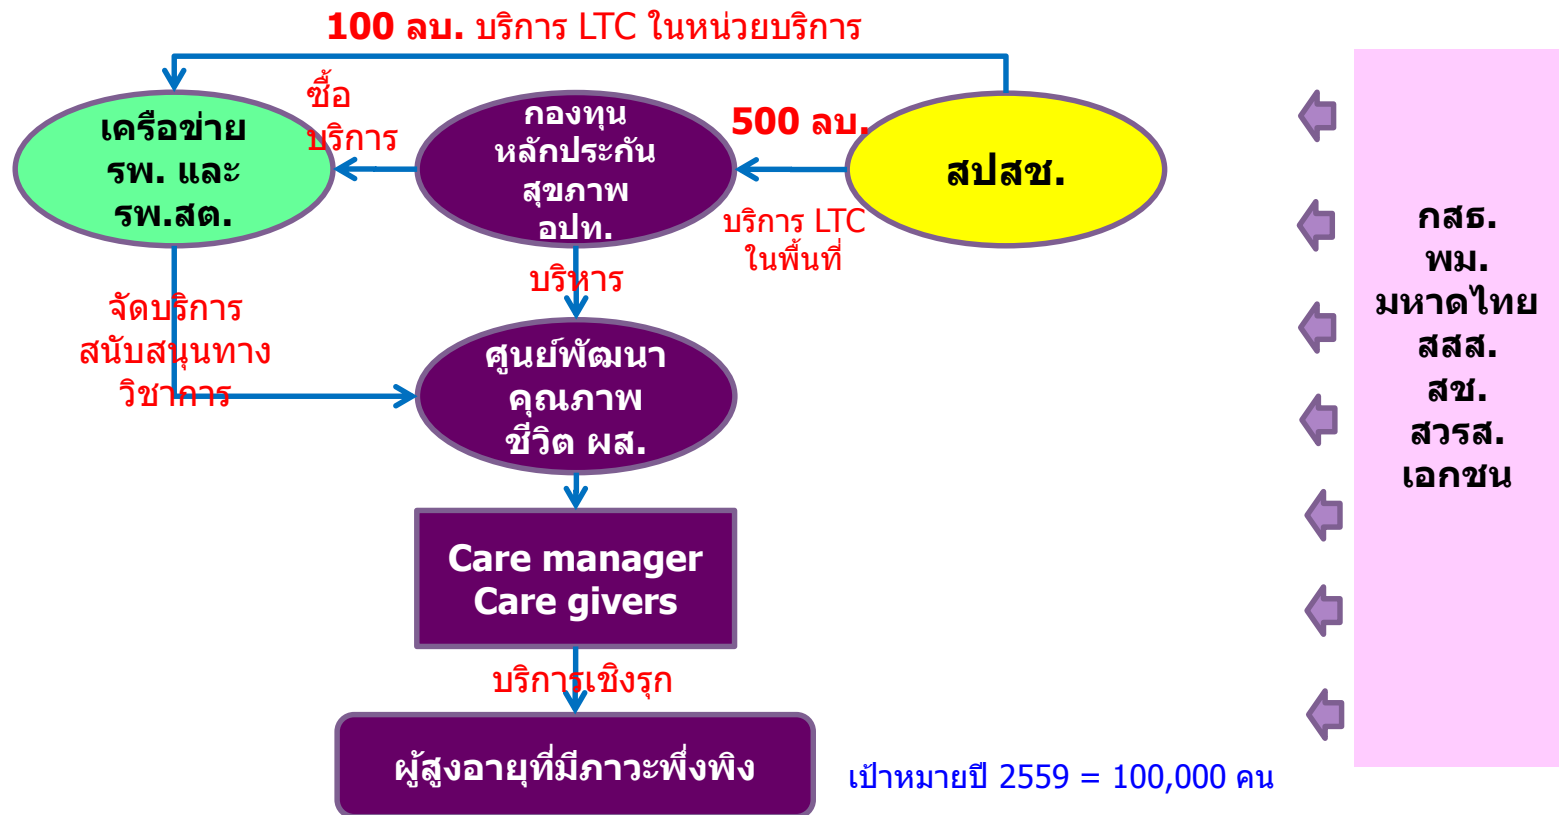 100 ลบ. บริการ LTC ในหน่วยบริการ
ซื้อ
บริการ
เครือข่าย
รพ. และ
รพ.สต.
กองทุน
หลักประกัน
สุขภาพ
อปท.
500 ลบ.
บริการ LTC
ในพื้นที่
สปสช.
บริหาร
จัดบริการ
สนับสนุนทาง
วิชาการ
ศูนย์พัฒนา
คุณภาพ
ชีวิต ผส.
Care manager
Care givers
บริการเชิงรุก
ผู้สูงอายุที่มีภาวะพึ่งพิง
เป้าหมายปี 2559 = 100,000 คน
กสธ.
พม.
มหาดไทย
สสส.
สช.
สวรส.
เอกชน